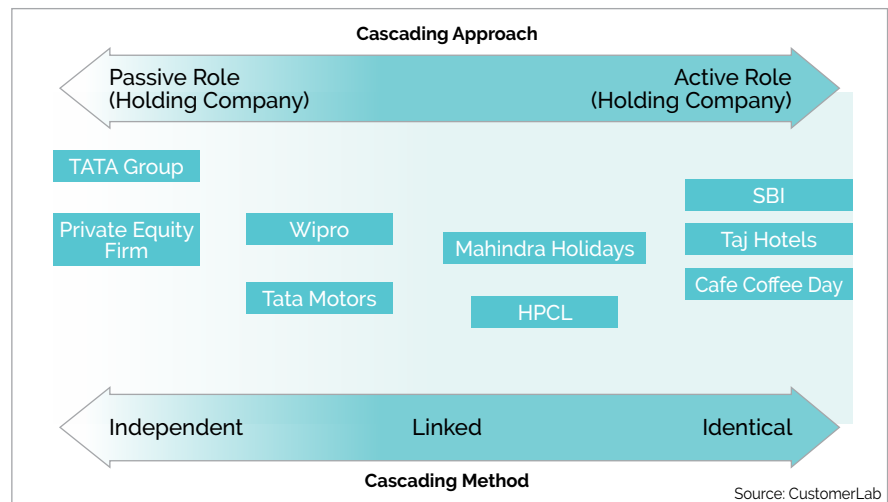 Cascading Approach
Passive Role
(Holding Company)
Active Role
(Holding Company)
TATA Group
Private Equity
Firm
Wipro
Tata Motors
Mahindra Holidays
HPCL
SBI
Taj Hotels
Cafe Coffee Day
Independent
Linked
Identical
Cascading Method
Source: CustomerLab